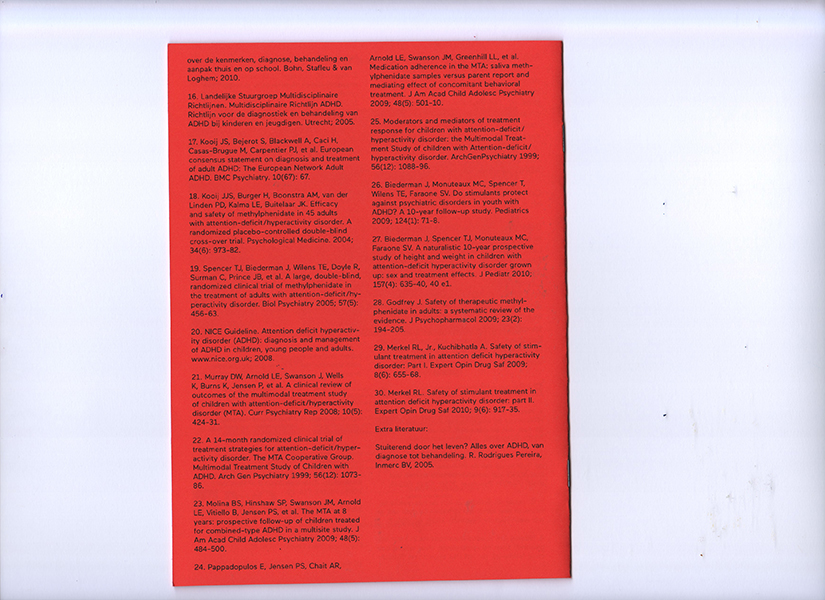 over de kenmerken, diagnose, behandeling en
aanpak thuis en op school. Bohn, Stafleu & van
Loghem; 2010.
16. Landelijke Stuurgroep Multidisciplinaire
Richtlijnen. Multidisciplinaire Richtlijn ADHD.
Richtlijn voor de diagnostiek en behandeling van
ADHD bij kinderen en jeugdigen. Utrecht; 2005.
17. Kooij JS, Bejerot S, Blackwell A, Caci H,
Casas-Brugue M, Carpentier PJ, et al. European
consensus statement on diagnosis and treatment
of adult ADHD: The European Network Adult
ADHD. BMC Psychiatry. 10(67): 67.
18. Kooij JJS, Burger H, Boonstra AM, van der
Linden PD, Kalma LE, Buitelaar JK. Efficacy
and safety of methylphenidate in 45 adults
with attention-deficit/hyperactivity disorder. A
randomized placebo-controlled double-blind
cross-over trial. Psychological Medicine. 2004;
34(6): 973-82.
19. Spencer TJ, Biederman J, Wilens TE, Doyle R,
Surman C, Prince JB, et al. A large, double-blind,
randomized clinical trial of methylphenidate in
the treatment of adults with attention-deficit/hy-
peractivity disorder. Biol Psychiatry 2005; 57(5):
456-63.
20. NICE Guideline. Attention deficit hyperactiv-
ity disorder (ADHD): diagnosis and management
of ADHD in children, young people and adults.
www.nice.org.uk; 2008.
21. Murray DW, Arnold LE, Swanson J, Wells
K, Burns K, Jensen P, et al. A clinical review of
outcomes of the multimodal treatment study
of children with attention-deficit/hyperactivity
disorder (MTA). Curr Psychiatry Rep 2008; 10(5):
424-31.
22. A 14-month randomized clinical trial of
treatment strategies for attention-deficit/hyper-
activity disorder. The MTA Cooperative Group.
Multimodal Treatment Study of Children with
ADHD. Arch Gen Psychiatry 1999; 56(12): 1073-
86.
23. Molina BS, Hinshaw SP, Swanson JM, Arnold
LE, Vitiello B, Jensen PS, et al. The MTA at 8
years: prospective follow-up of children treated
for combined-type ADHD in a multisite study. J
Am Acad Child Adolesc Psychiatry 2009; 48(5):
484-500.
24. Pappadopulos E, Jensen PS, Chait AR,
Arnold LE, Swanson JM, Greenhill LL, et al.
Medication adherence in the MTA: saliva meth-
ylphenidate samples versus parent report and
mediating effect of concomitant behavioral
treatment. J Am Acad Child Adolesc Psychiatry
2009; 48(5): 501-10.
25. Moderators and mediators of treatment
response for children with attention-deficit/
hyperactivity disorder: the Multimodal Treat-
ment Study of children with Attention-deficit/
hyperactivity disorder. ArchGenPsychiatry 1999;
56(12): 1088-96.
26. Biederman J, Monuteaux MC, Spencer T,
Wilens TE, Faraone SV. Do stimulants protect
against psychiatric disorders in youth with
ADHD? A 10-year follow-up study. Pediatrics
2009; 124(1): 71-8.
27. Biederman J, Spencer TJ, Monuteaux MC,
Faraone SV. A naturalistic 10-year prospective
study of height and weight in children with
attention-deficit hyperactivity disorder grown
up: sex and treatment effects. J Pediatr 2010;
157(4): 635-40, 40 e1.
28. Godfrey J. Safety of therapeutic methyl-
phenidate in adults: a systematic review of the
evidence. J Psychopharmacol 2009; 23(2):
194-205.
29. Merkel RL, Jr., Kuchibhatla A. Safety of stim-
ulant treatment in attention deficit hyperactivity
disorder: Part I. Expert Opin Drug Saf 2009;
8(6): 655-68.
30. Merkel RL. Safety of stimulant treatment in
attention deficit hyperactivity disorder: part II.
Expert Opin Drug Saf 2010; 9(6): 917-35.
Extra literatuur:
Stuiterend door het leven? Alles over ADHD, van
diagnose tot behandeling. R. Rodrigues Pereira,
Inmerc BV, 2005.